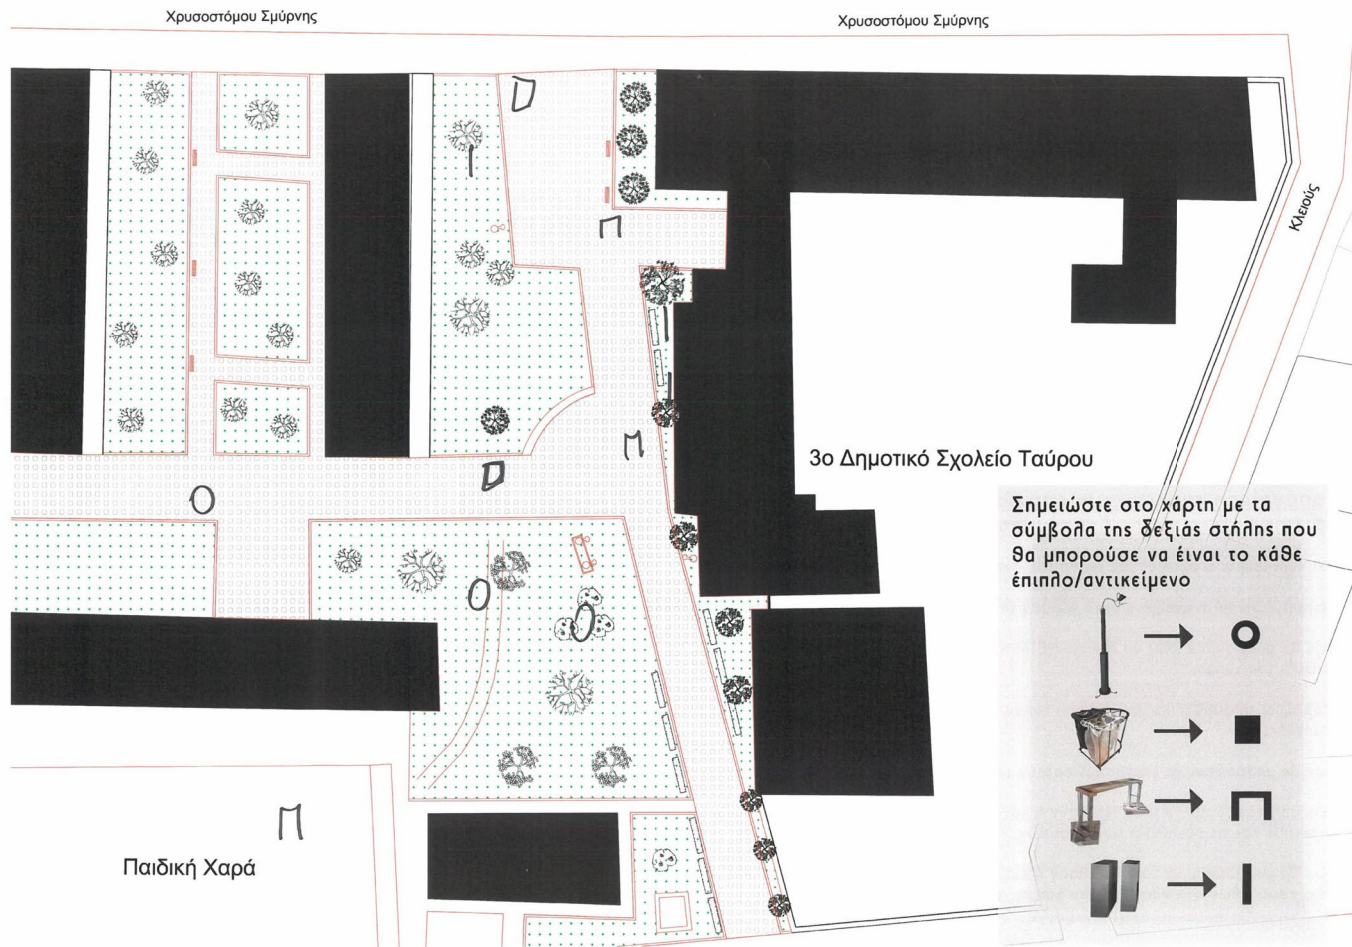 Χρυσοστόμου Σμύρνης
Χρυσοστόμου Σμύρνης
Κλειούς
3ο Δημοτικό Σχολείο Ταύρου
Σημειώστε στο χάρτη με τα
σύμβολα της δεξιάς στήλης που
θα μπορούσε να έιναι το κάθε
έπιπλο/αντικείμενο
Παιδική Χαρά